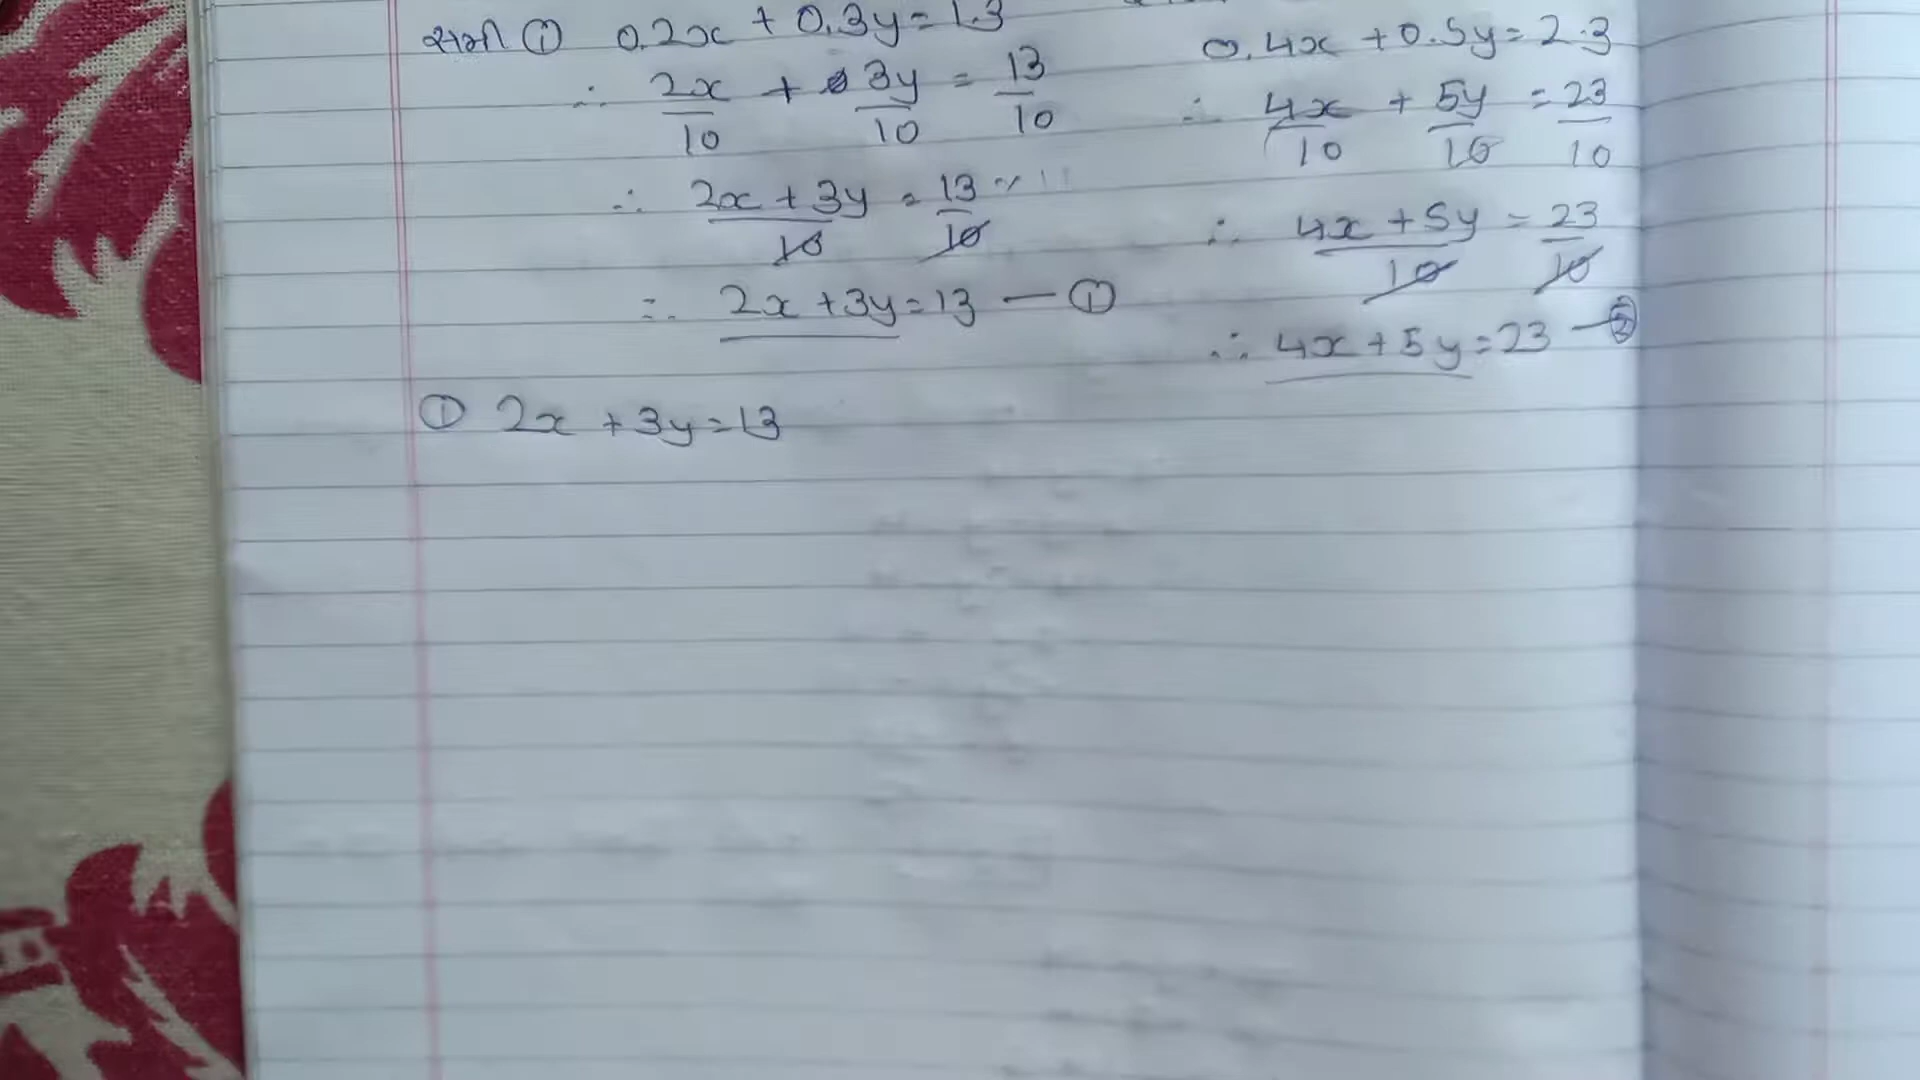 સમી ① 0.2x + 0.3y = 1.3
∴ 2x/10 + 3y/10 = 13/10
∴ 2x + 3y/10 = 13/10
∴ 2x + 3y = 13 — ①
0.4x + 0.5y = 2.3
∴ 4x/10 + 5y/10 = 23/10
∴ 4x + 5y/10 = 23/10
∴ 4x + 5y = 23 — ②
① 2x + 3y = 13